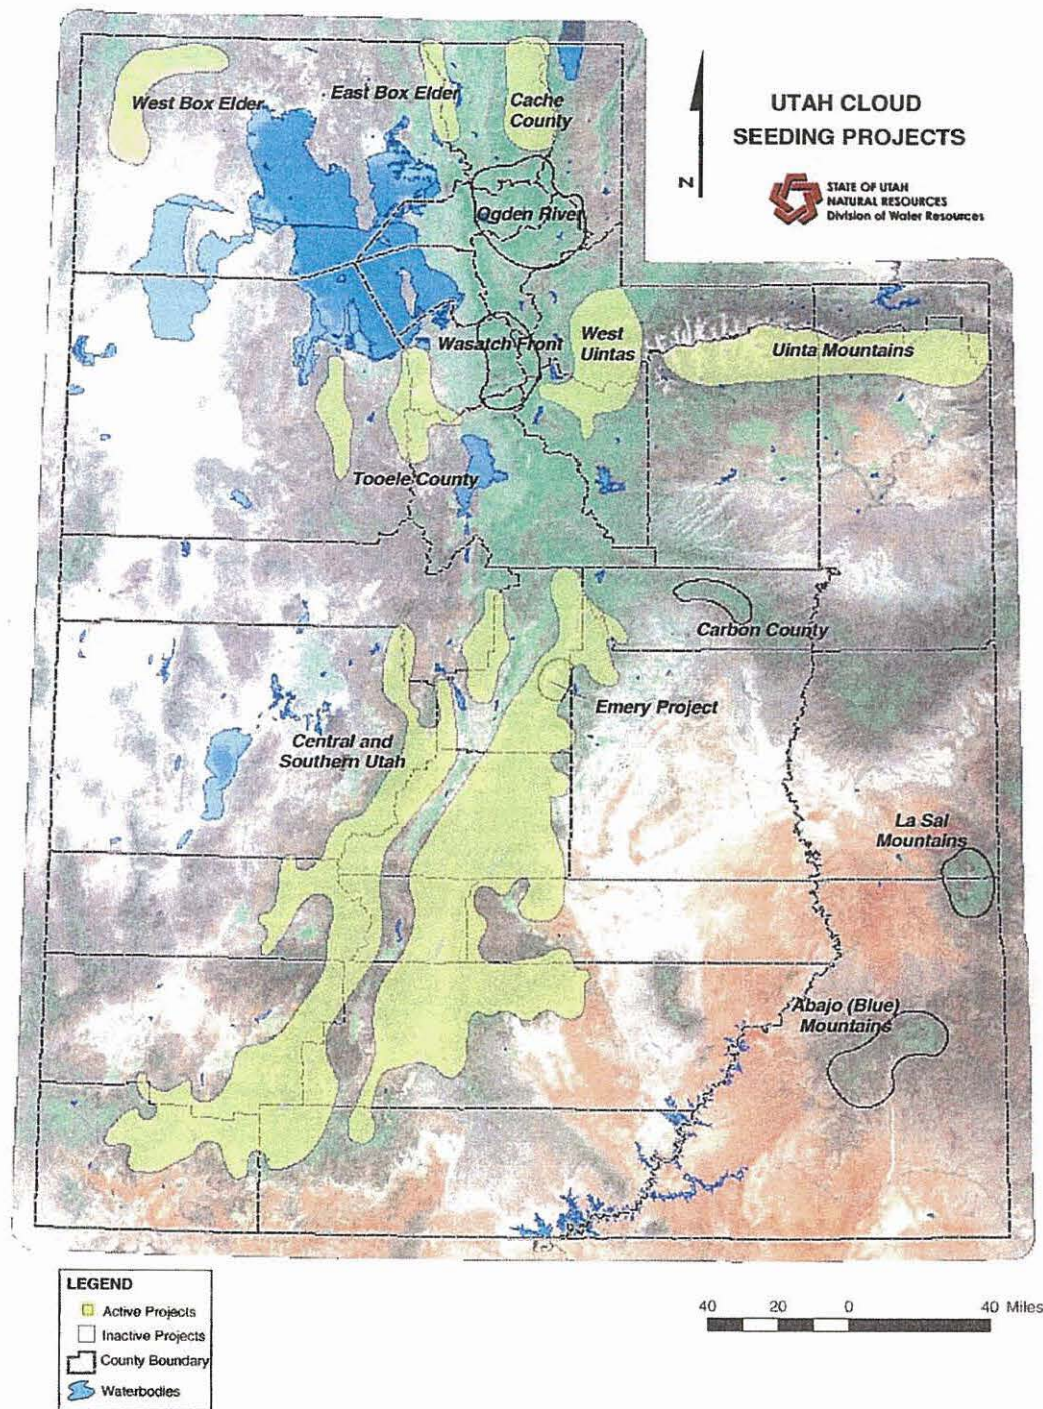 UTAH CLOUD
SEEDING PROJECTS
STATE OF UTAH
NATURAL RESOURCES
Division of Water Resources
N
West Box Elder
East Box Elder
Cache
County
Ogden River
Wasatch Front
West
Uintas
Uinta Mountains
Tooele County
Carbon County
Emery Project
Central and
Southern Utah
La Sal
Mountains
Abajo (Blue)
Mountains
LEGEND
Active Projects
Inactive Projects
County Boundary
Waterbodies
40 20 0 40 Miles